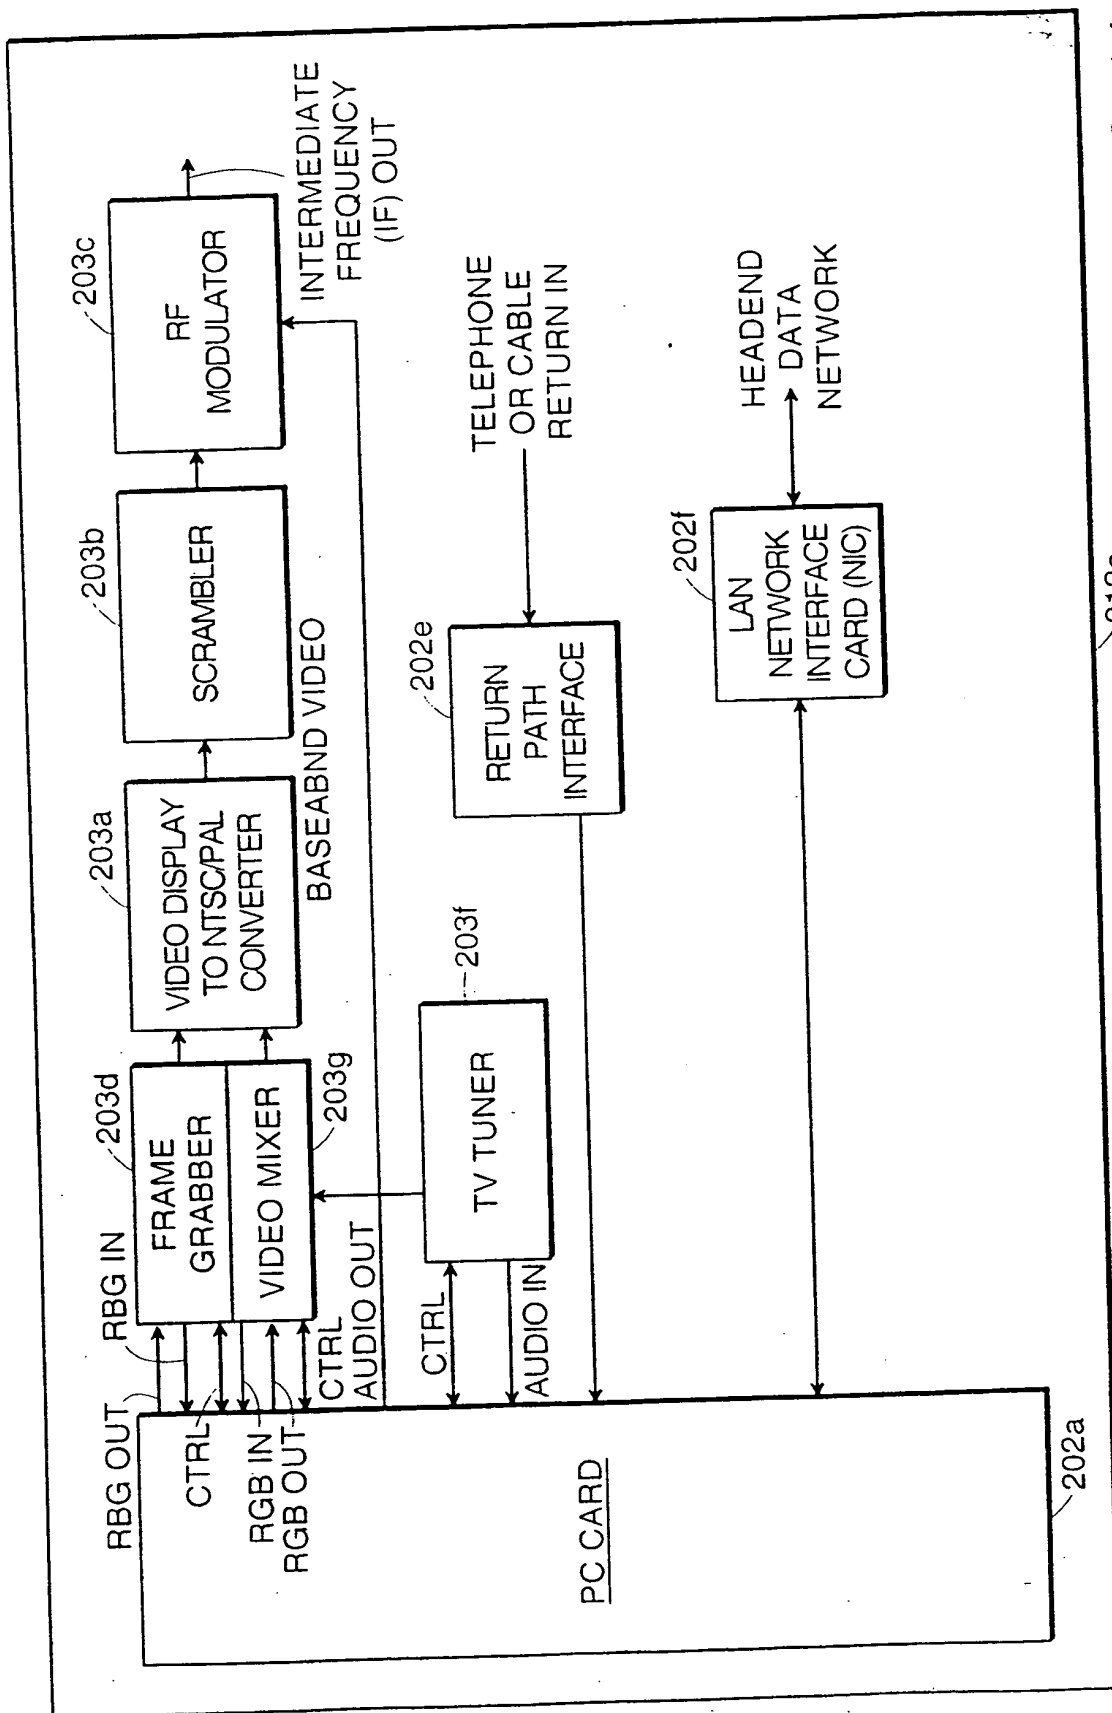 RBG OUT
RBG IN
CTRL
RGB IN
RGB OUT
CTRL
AUDIO OUT
203d
FRAME
GRABBER
VIDEO MIXER
203g
203a
VIDEO DISPLAY
TO NTSC/PAL
CONVERTER
BASEABND VIDEO
203b
SCRAMBLER
203c
RF
MODULATOR
INTERMEDIATE
FREQUENCY
(IF) OUT
CTRL
AUDIO IN
TV TUNER
203f
202e
RETURN
PATH
INTERFACE
TELEPHONE
OR CABLE
RETURN IN
202f
LAN
NETWORK
INTERFACE
CARD (NIC)
HEADEND
DATA
NETWORK
PC CARD
202a